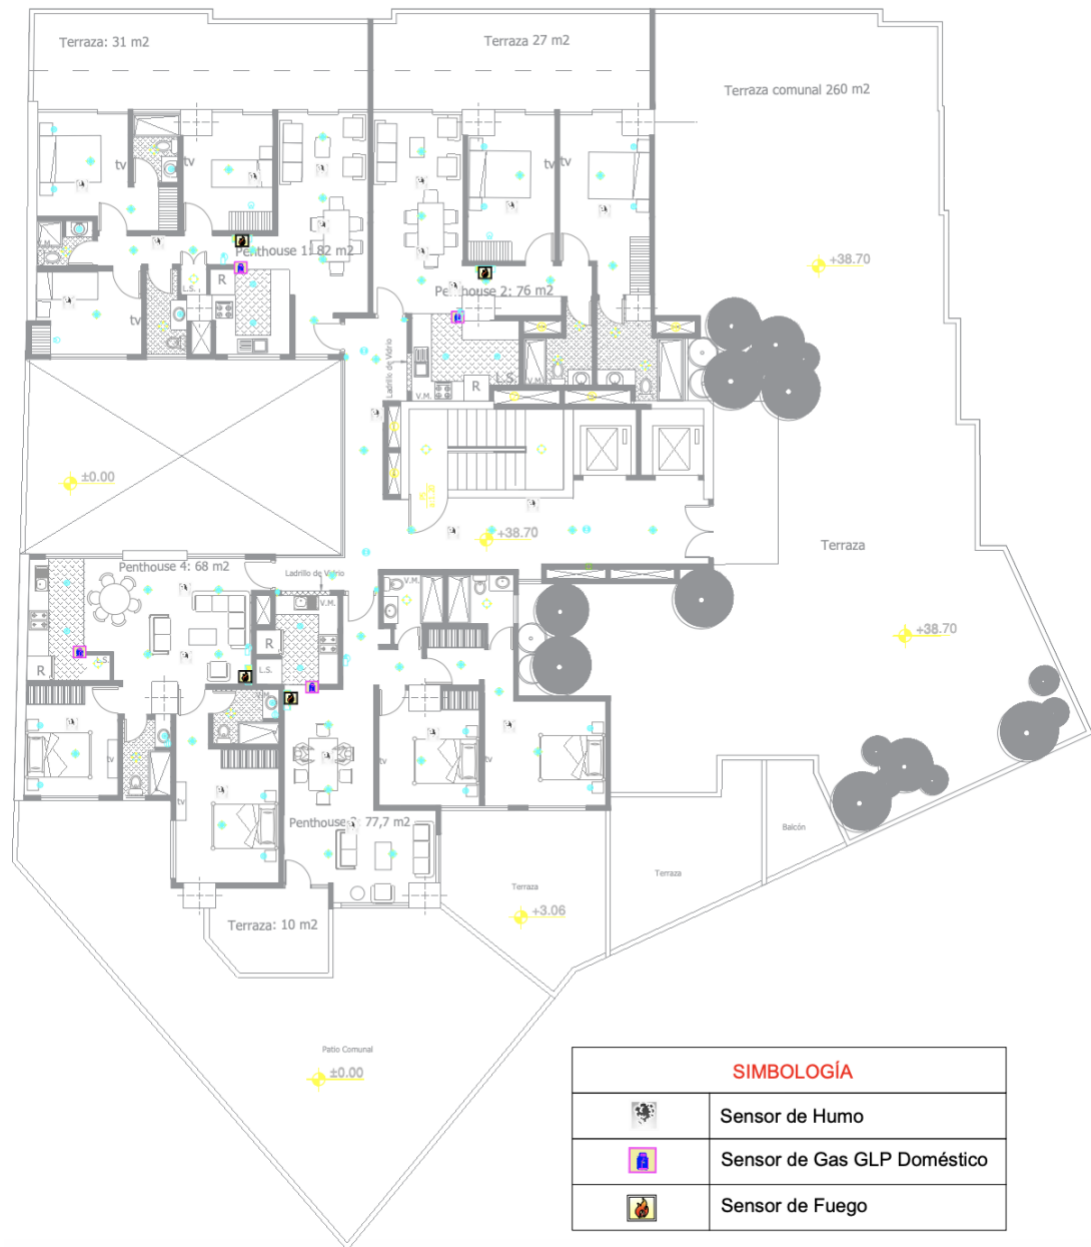 Terraza: 31 m2
Terraza 27 m2
Terraza comunal 260 m2
tv
tv
tv
tv
V.M.
Penthouse 1: 82 m2
+38.70
L.S.
R
Penthouse 2: 76 m2
tv
Ladrillo de Vidrio
V.M.
R
L.S.
V.M.
±0.00
+38.70
Terraza
Penthouse 4: 68 m2
Ladrillo de Vidrio
V.M.
V.M.
+38.70
R
L.S.
R
L.S.
V.M.
tv
tv
tv
tv
Penthouse 3: 77,7 m2
Balcón
Terraza
Terraza
+3.06
Terraza: 10 m2
Patio Comunal
±0.00
SIMBOLOGÍA
Sensor de Humo
Sensor de Gas GLP Doméstico
Sensor de Fuego